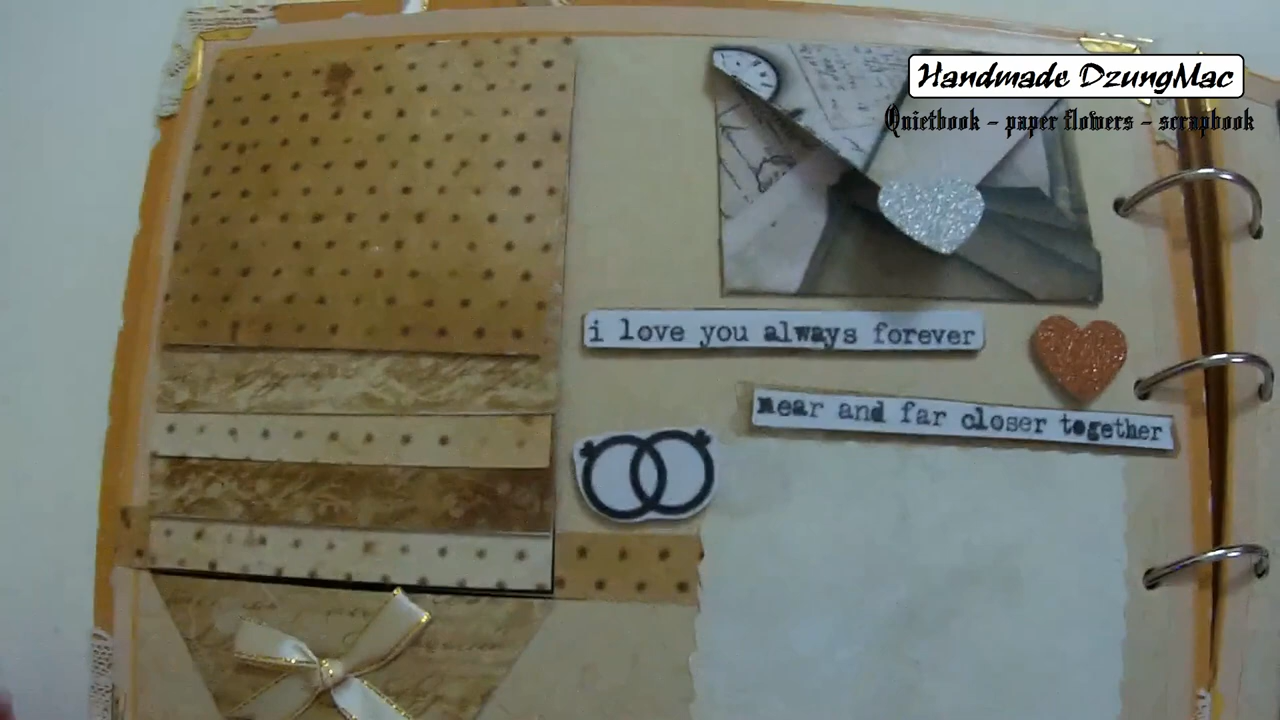 Handmade DzungMac
Quietbook - paper flowers - scrapbook
i love you always forever
near and far closer together